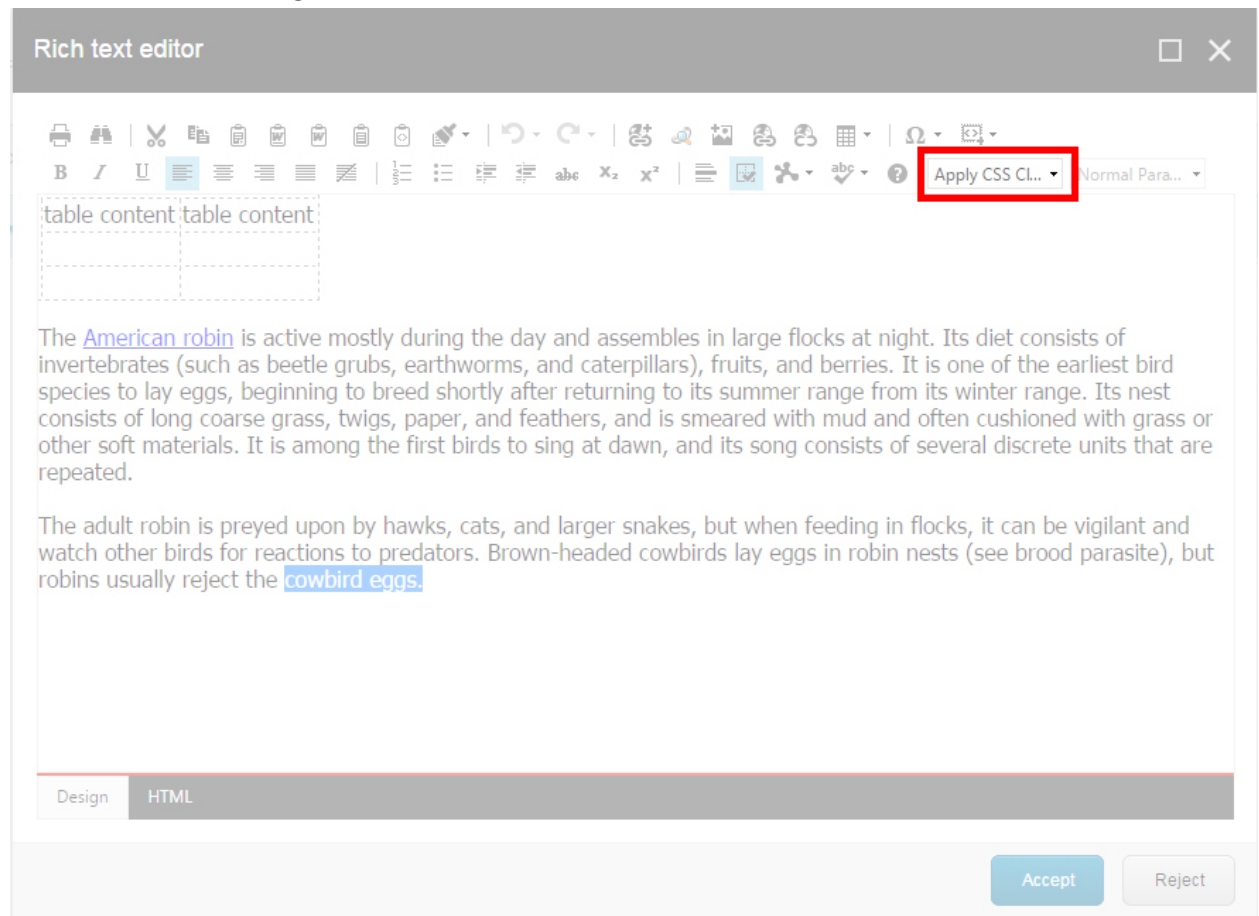 Rich text editor
B I U abc X₂ x² abc Apply CSS Cl... Normal Para...
table content table content
The American robin is active mostly during the day and assembles in large flocks at night. Its diet consists of
invertebrates (such as beetle grubs, earthworms, and caterpillars), fruits, and berries. It is one of the earliest bird
species to lay eggs, beginning to breed shortly after returning to its summer range from its winter range. Its nest
consists of long coarse grass, twigs, paper, and feathers, and is smeared with mud and often cushioned with grass or
other soft materials. It is among the first birds to sing at dawn, and its song consists of several discrete units that are
repeated.
The adult robin is preyed upon by hawks, cats, and larger snakes, but when feeding in flocks, it can be vigilant and
watch other birds for reactions to predators. Brown-headed cowbirds lay eggs in robin nests (see brood parasite), but
robins usually reject the cowbird eggs.
Design HTML
Accept Reject